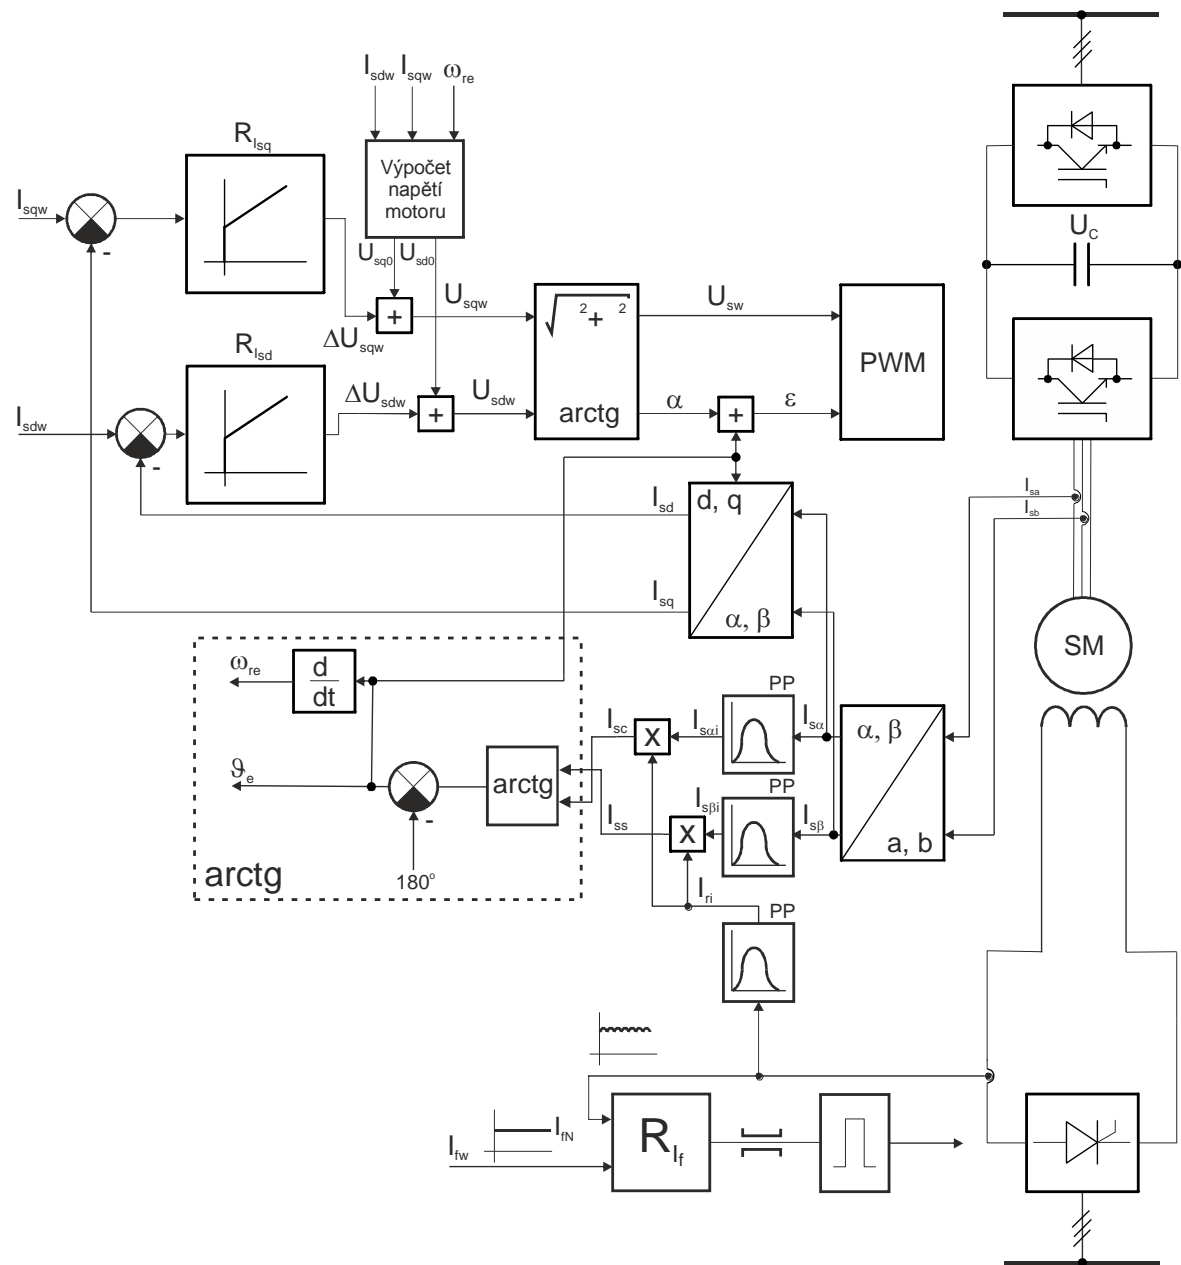 I_sdw I_sqw ω_re
R_Isq
Výpočet
napětí
motoru
I_sqw
-
U_C
U_sq0 U_sd0
U_sqw
+
ΔU_sqw
√ 2 + 2
U_sw
PWM
R_Isd
ΔU_sdw
+
U_sdw
arctg
α
+
ε
I_sdw
-
I_sa
I_sb
I_sd
d, q
I_sq
α, β
SM
ω_re
d
dt
PP
I_sc
X
I_sαi
I_sα
α, β
ϑ_e
-
arctg
PP
I_ss
X
I_sβi
I_sβ
a, b
arctg
180°
I_ri
PP
I_fN
I_fw
R_If